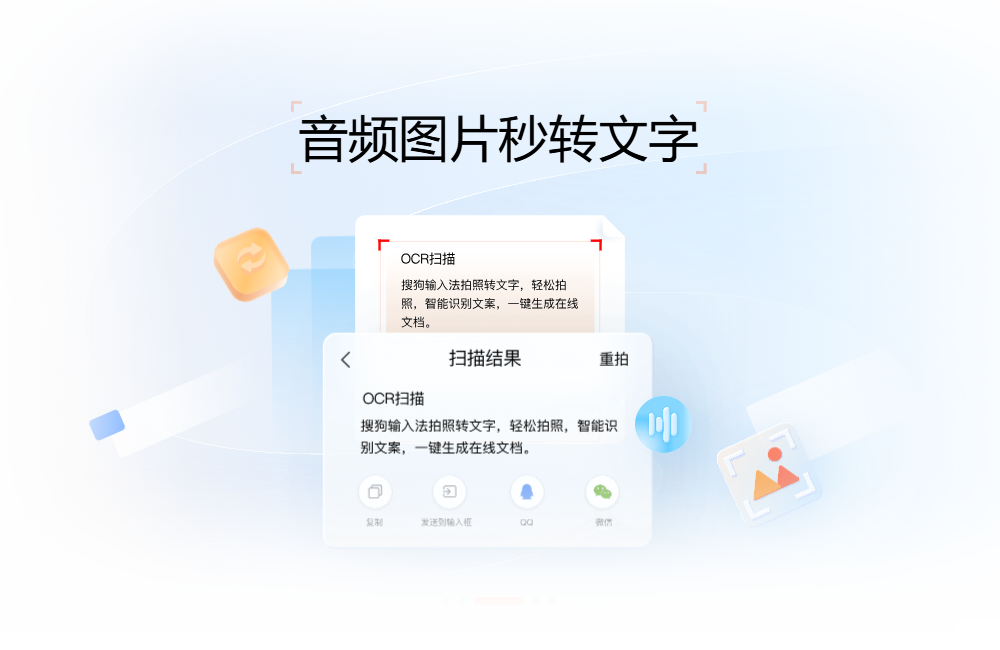 音频图片秒转文字
OCR扫描
搜狗输入法拍照转文字，轻松拍
照，智能识别文案，一键生成在线
文档。
扫描结果
重拍
OCR扫描
搜狗输入法拍照转文字，轻松拍照，智能识
别文案，一键生成在线文档。
复制
发送到输入框
QQ
微信